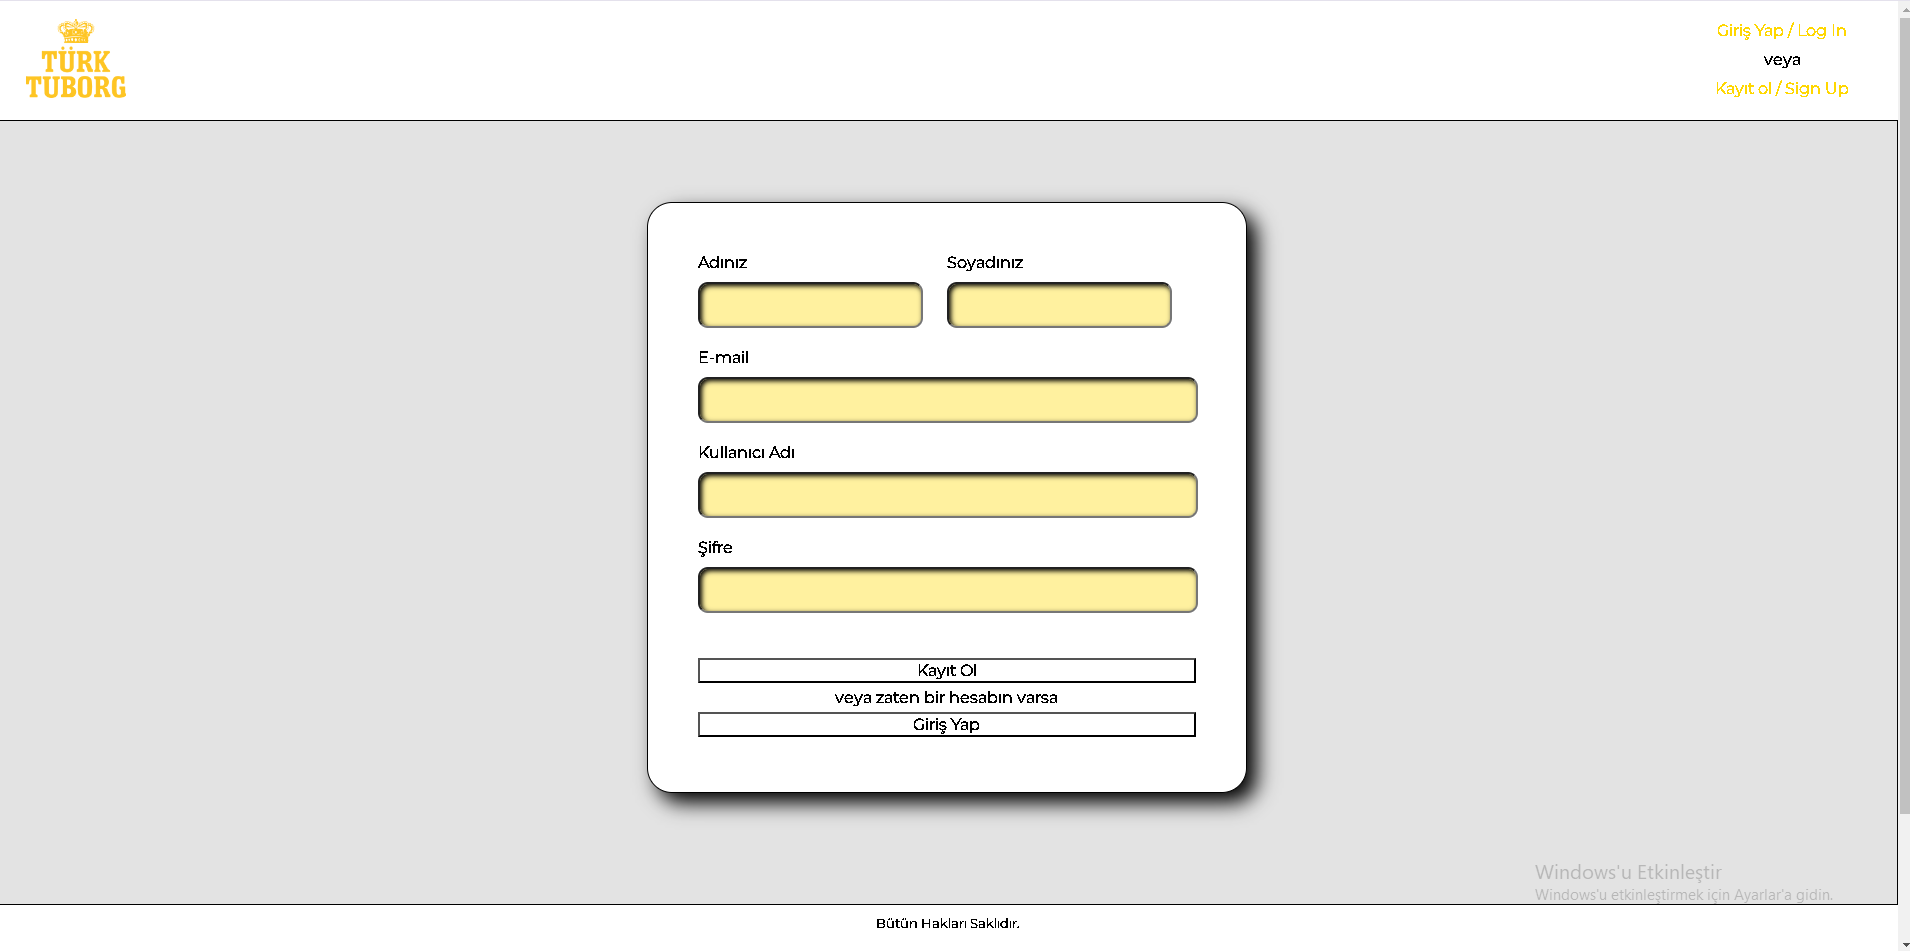 TÜRK
TUBORG
Giriş Yap / Log In
veya
Kayıt ol / Sign Up
Adınız
Soyadınız
E-mail
Kullanıcı Adı
Şifre
Kayıt Ol
veya zaten bir hesabın varsa
Giriş Yap
Windows'u Etkinleştir
Windows'u etkinleştirmek için Ayarlar'a gidin.
Bütün Hakları Saklıdır.